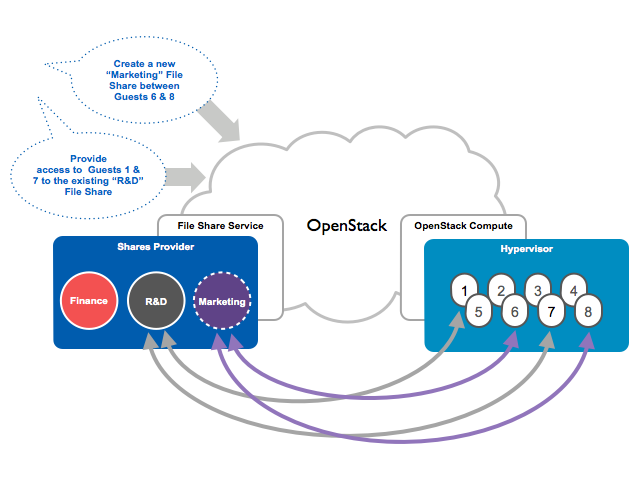 Create a new
“Marketing” File
Share between
Guests 6 & 8
Provide
access to Guests 1 &
7 to the existing “R&D”
File Share
File Share Service
OpenStack
OpenStack Compute
Shares Provider
Hypervisor
Finance
R&D
Marketing
1
2
3
4
5
6
7
8